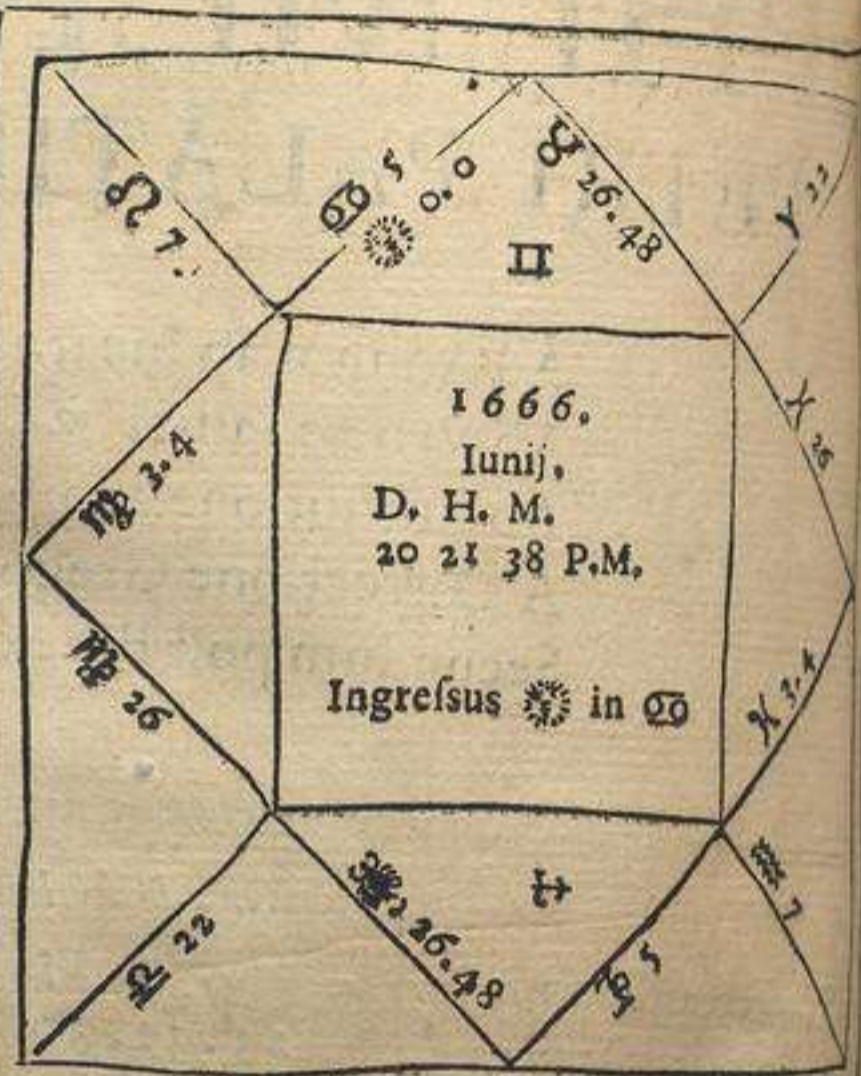 ♋ 5
☉ 0. 0
♉ 26. 48
♊
♈ 22
♌ 7.
♓ 26
♍ 3. 4
1666.
Iunij.
D. H. M.
20 21 38 P.M.
Ingreſsus ☉ in ♋
♓ 3. 4
♍ 26
♒ 7
♐
♎ 22
26. 48
♑ 5